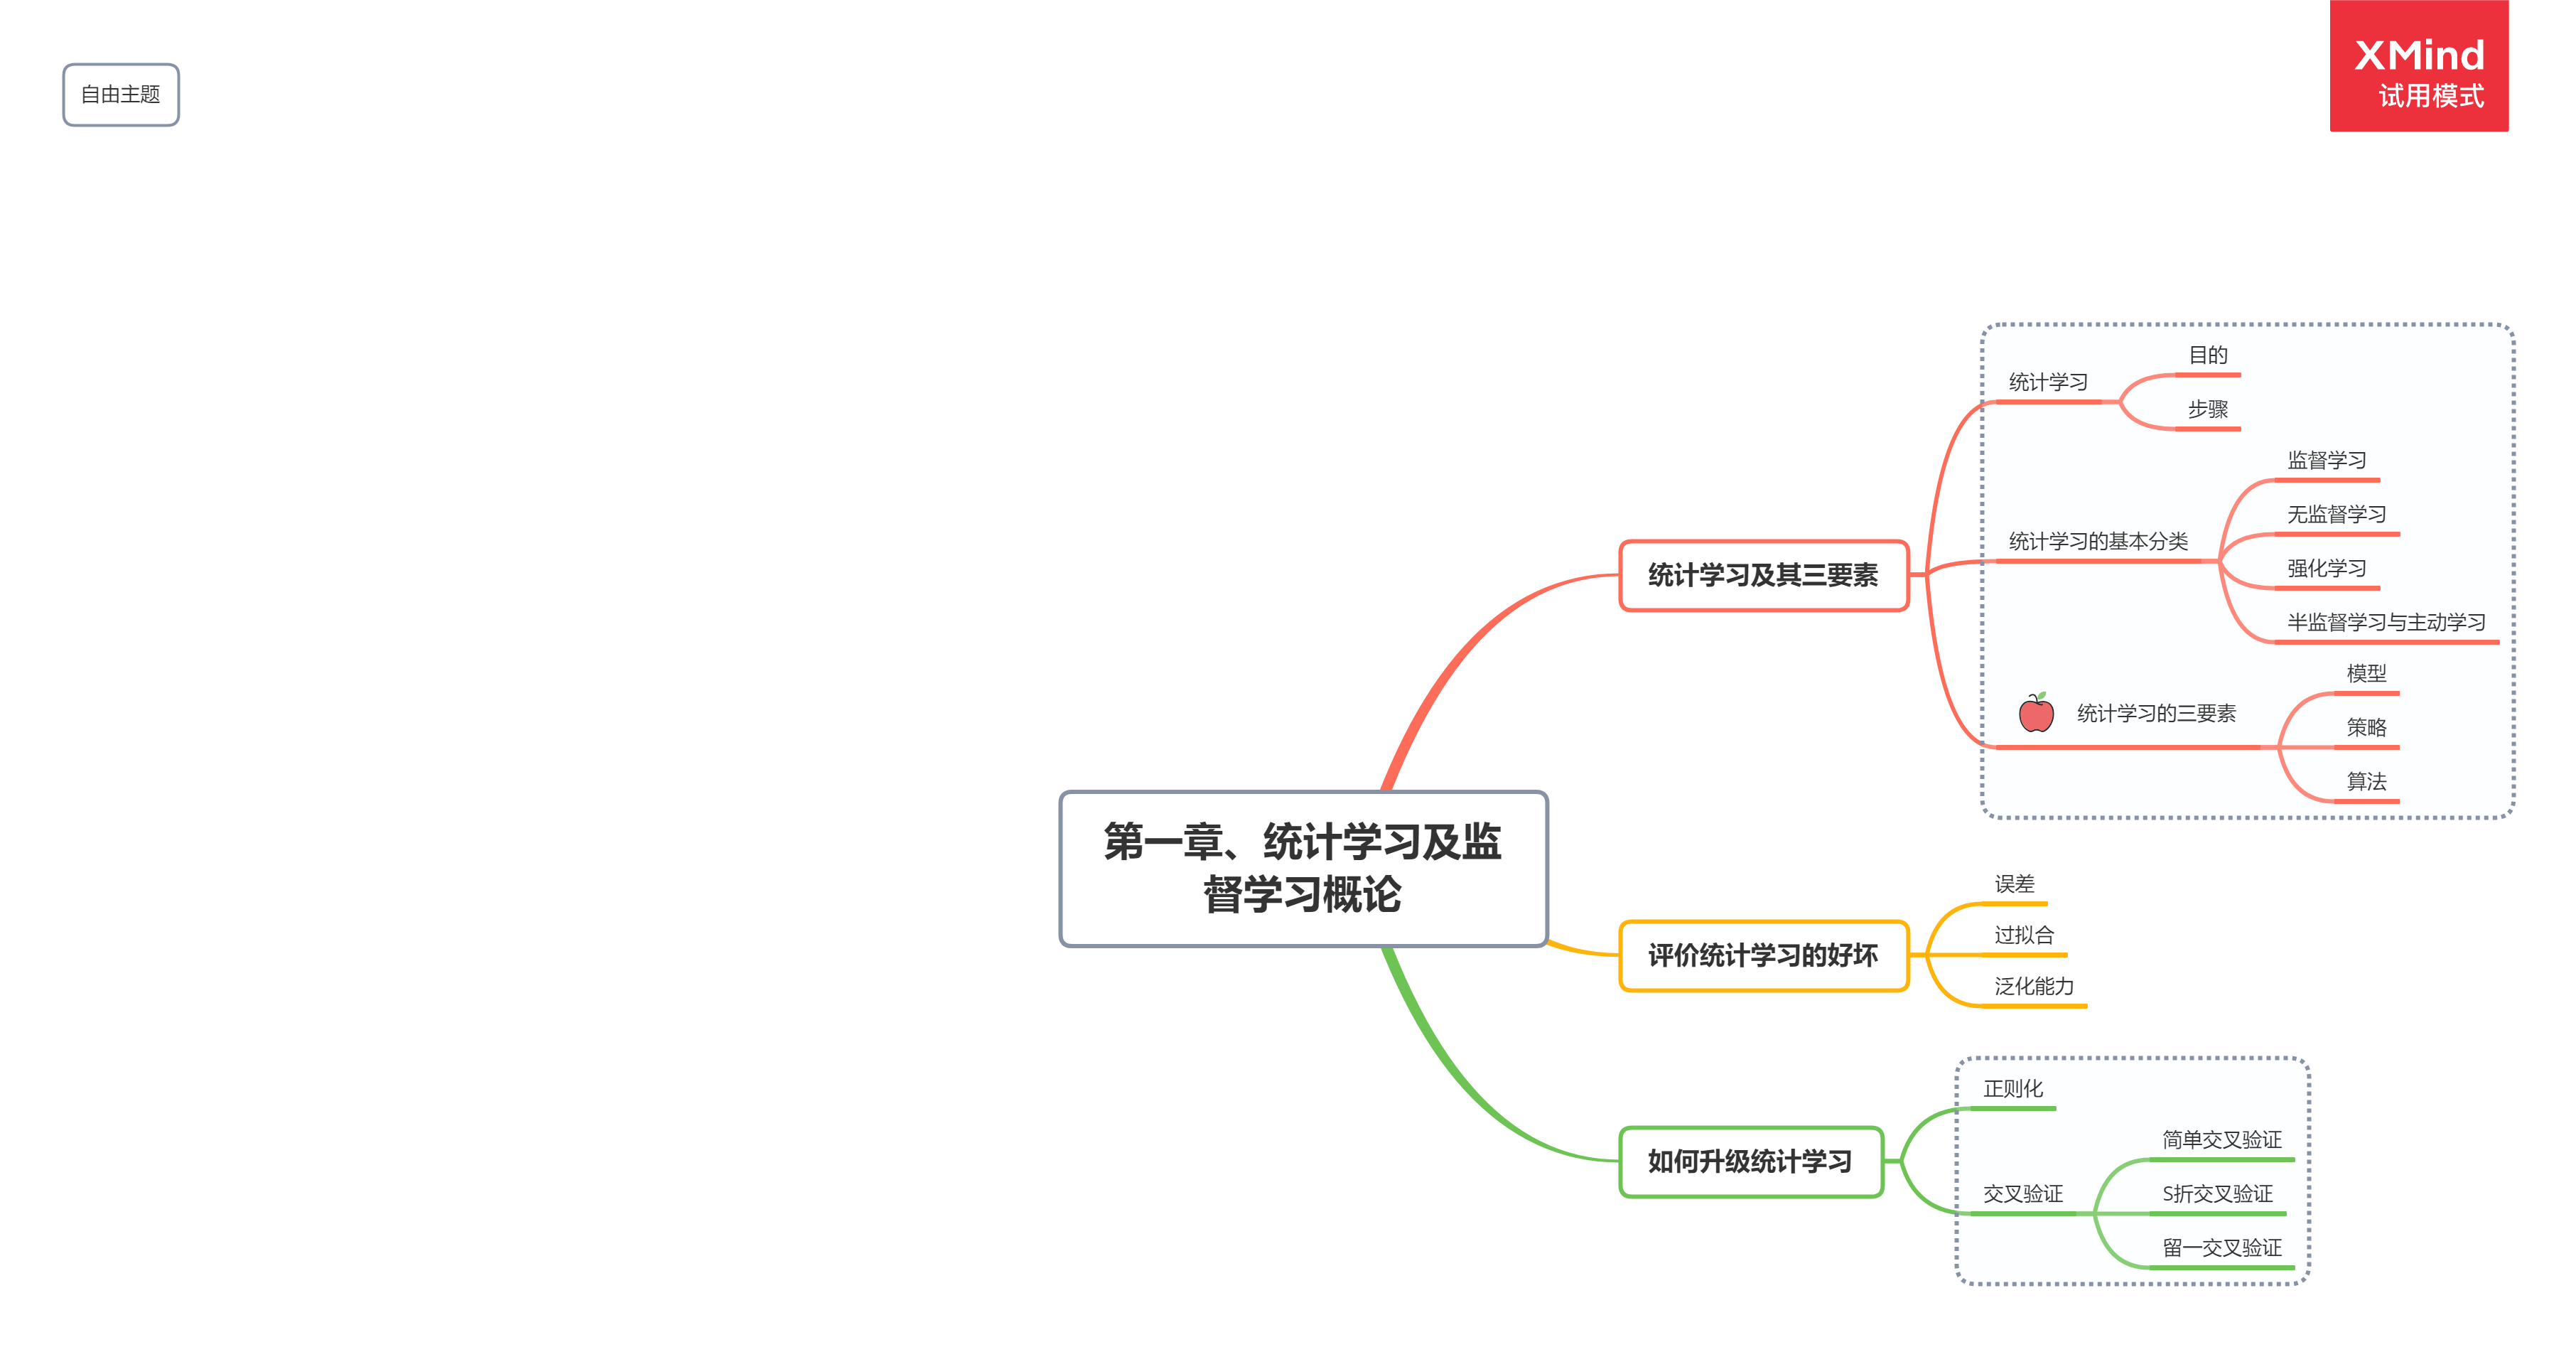 XMind
试用模式
自由主题
第一章、统计学习及监
督学习概论
统计学习及其三要素
统计学习
目的
步骤
统计学习的基本分类
监督学习
无监督学习
强化学习
半监督学习与主动学习
统计学习的三要素
模型
策略
算法
评价统计学习的好坏
误差
过拟合
泛化能力
如何升级统计学习
正则化
交叉验证
简单交叉验证
S折交叉验证
留一交叉验证